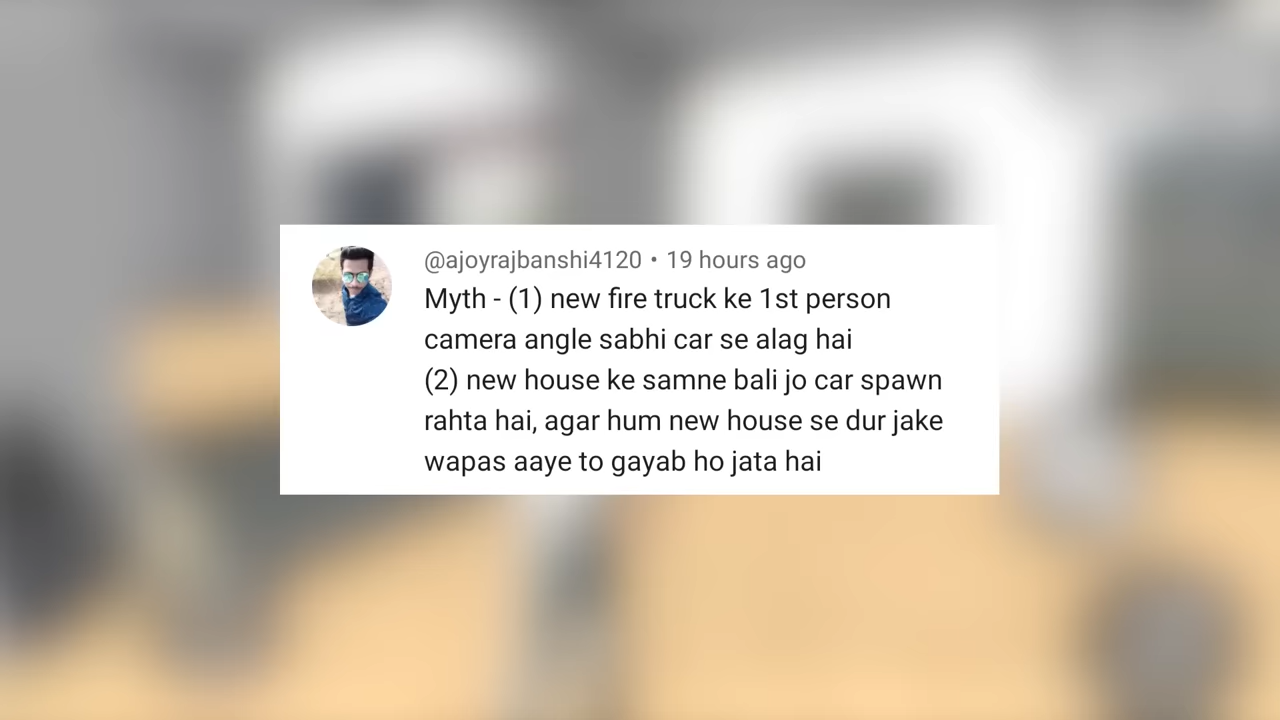 @ajoyrajbanshi4120 • 19 hours ago
Myth - (1) new fire truck ke 1st person
camera angle sabhi car se alag hai
(2) new house ke samne bali jo car spawn
rahta hai, agar hum new house se dur jake
wapas aaye to gayab ho jata hai